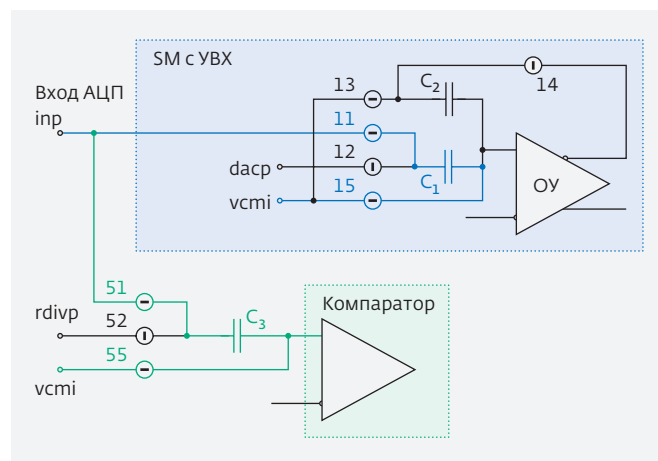 SM с УВХ
13
C2
14
Вход АЦП
inp
11
12
dacp
C1
15
vcmi
ОУ
51
Компаратор
rdivp
52
C3
55
vcmi